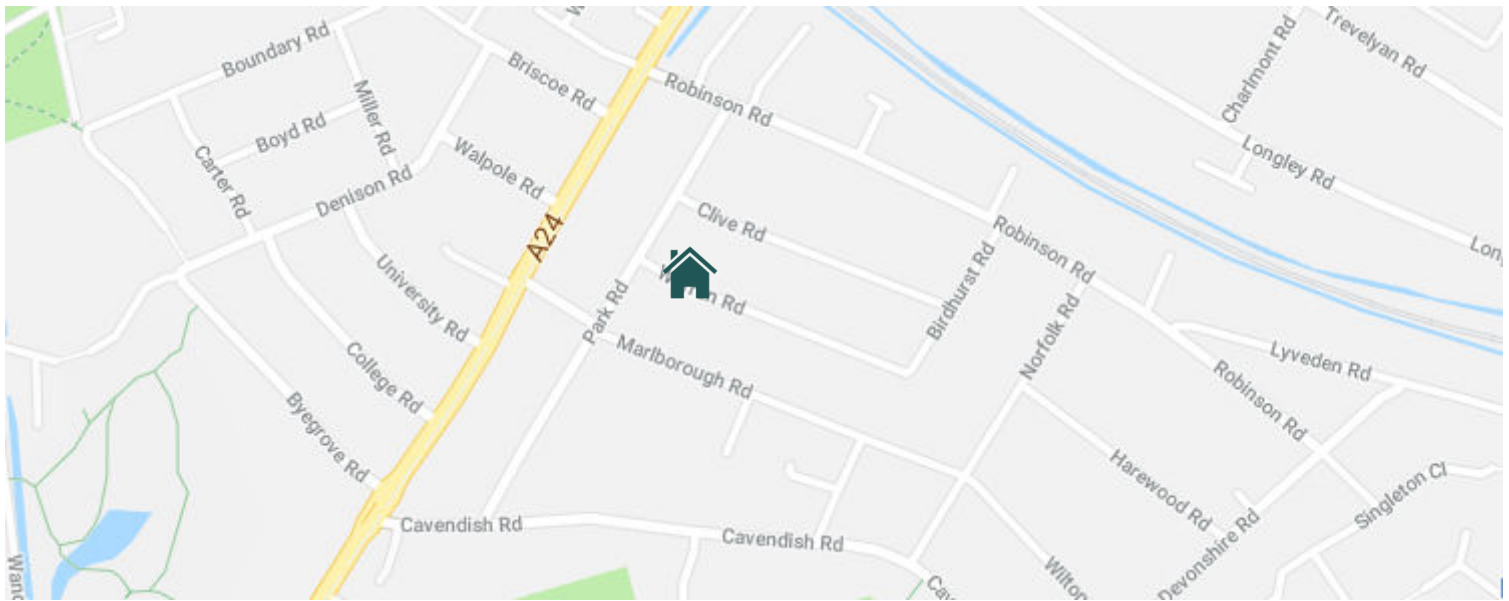 Boundary Rd
Miller Rd
Briscoe Rd
Robinson Rd
Charlmont Rd
Trevelyan Rd
Boyd Rd
Walpole Rd
Longley Rd
Carter Rd
Denison Rd
Clive Rd
A24
Robinson Rd
University Rd
Rd
Birdhurst Rd
Park Rd
Norfolk Rd
Marlborough Rd
Lyveden Rd
College Rd
Robinson Rd
Byegrove Rd
Harewood Rd
Singleton Cl
Cavendish Rd
Cavendish Rd
Devonshire Rd